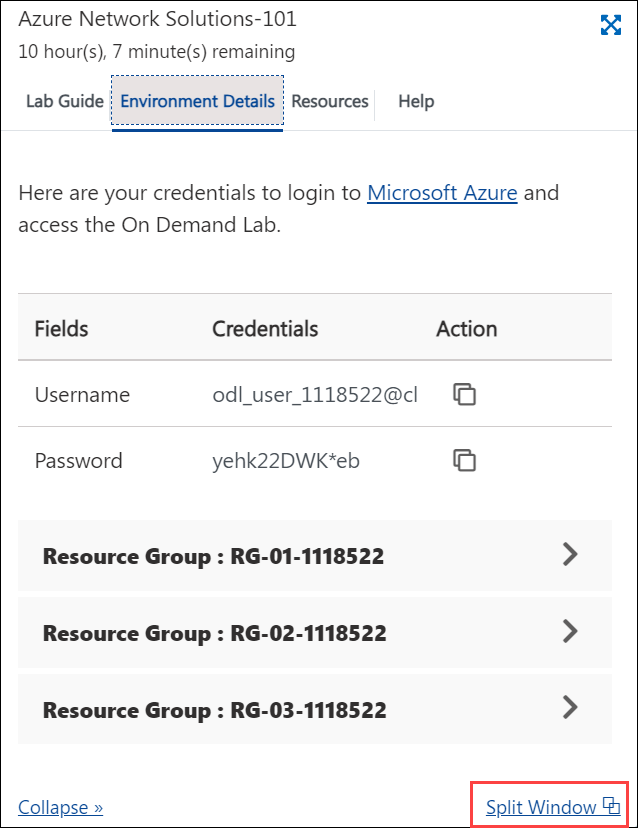 Azure Network Solutions-101
10 hour(s), 7 minute(s) remaining
Lab Guide Environment Details Resources Help
Here are your credentials to login to Microsoft Azure and
access the On Demand Lab.
Fields Credentials Action
Username odl_user_1118522@cl
Password yehk22DWK*eb
Resource Group : RG-01-1118522
Resource Group : RG-02-1118522
Resource Group : RG-03-1118522
Collapse » Split Window